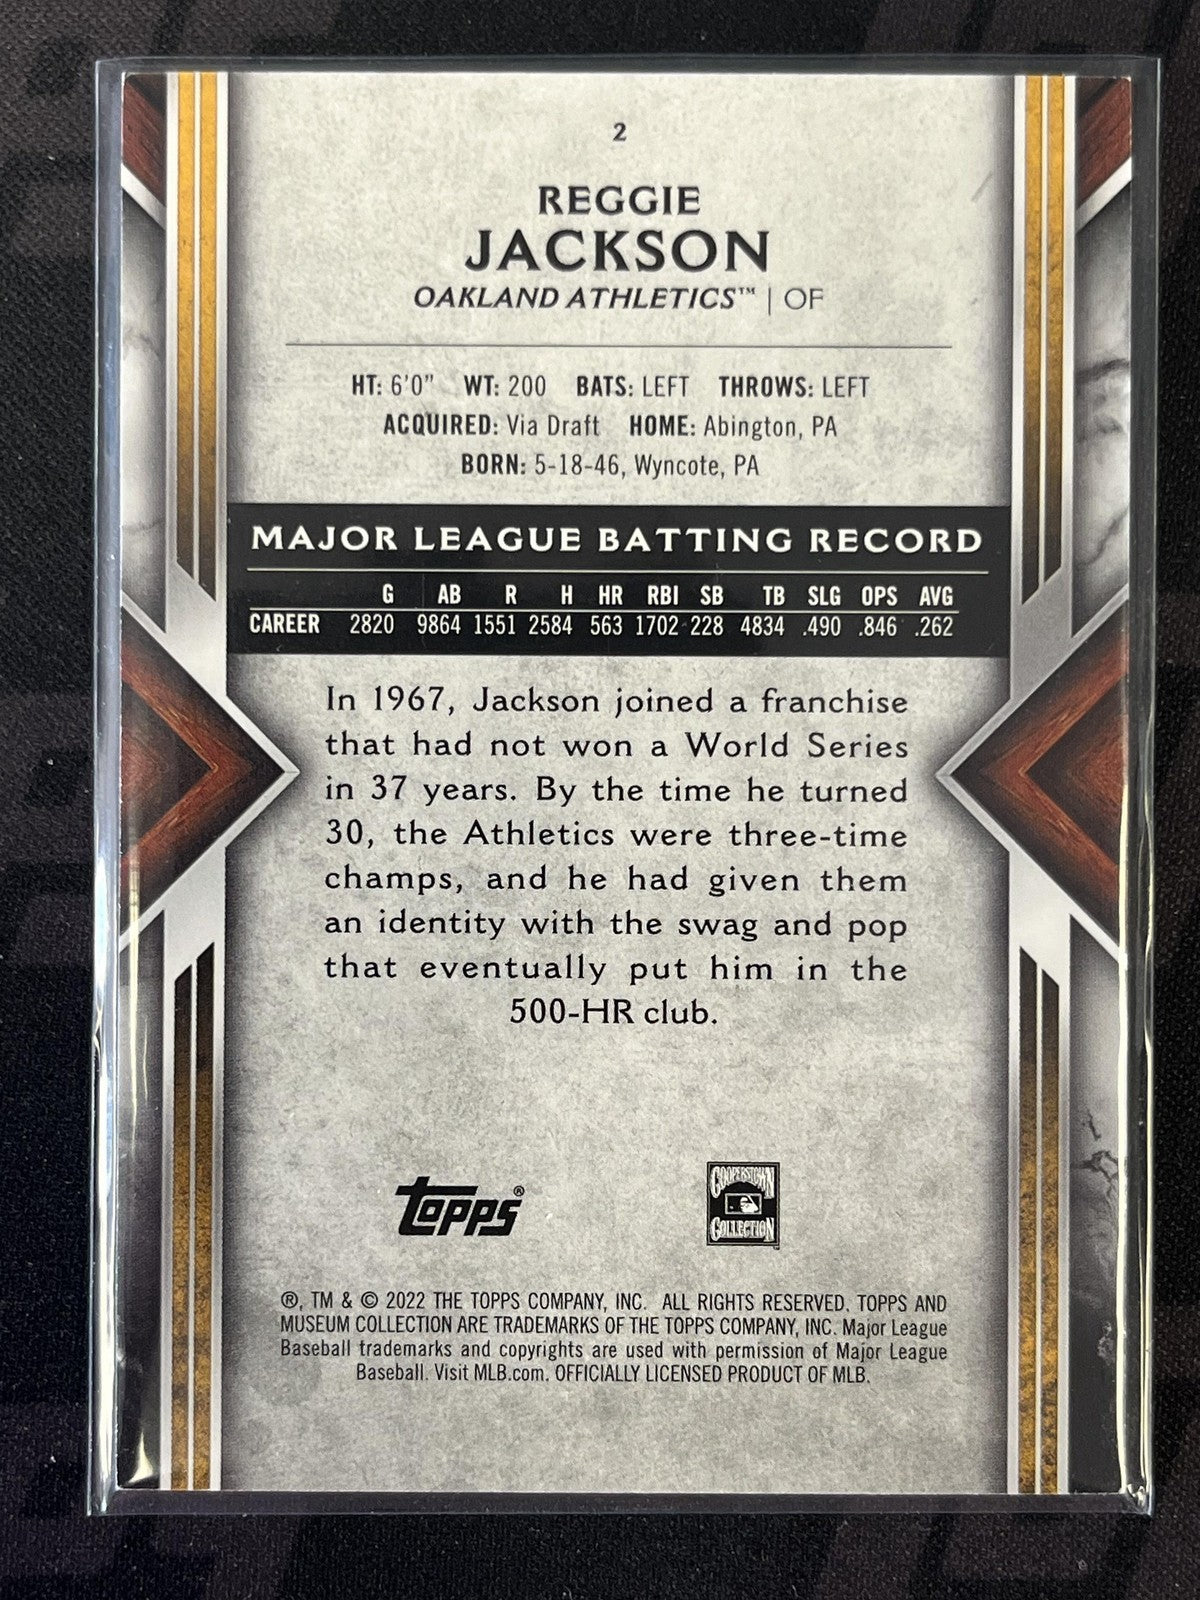 2
REGGIE
JACKSON
OAKLAND ATHLETICS™ | OF
HT: 6'0" WT: 200 BATS: LEFT THROWS: LEFT
ACQUIRED: Via Draft HOME: Abington, PA
BORN: 5-18-46, Wyncote, PA
MAJOR LEAGUE BATTING RECORD
G AB R H HR RBI SB TB SLG OPS AVG
CAREER 2820 9864 1551 2584 563 1702 228 4834 .490 .846 .262
In 1967, Jackson joined a franchise
that had not won a World Series
in 37 years. By the time he turned
30, the Athletics were three-time
champs, and he had given them
an identity with the swag and pop
that eventually put him in the
500-HR club.
topps®
COOPERSTOWN
COLLECTION
®, TM & © 2022 THE TOPPS COMPANY, INC. ALL RIGHTS RESERVED. TOPPS AND
MUSEUM COLLECTION ARE TRADEMARKS OF THE TOPPS COMPANY, INC. Major League
Baseball trademarks and copyrights are used with permission of Major League
Baseball. Visit MLB.com. OFFICIALLY LICENSED PRODUCT OF MLB.